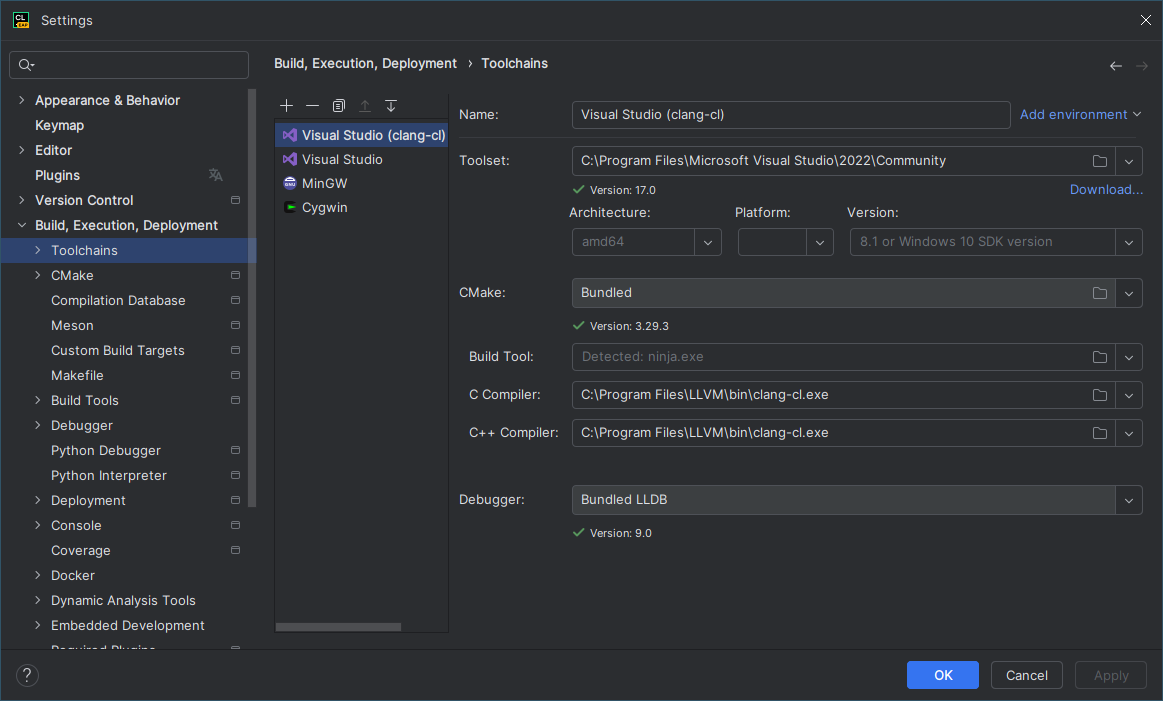 Settings
Appearance & Behavior
Keymap
Editor
Plugins
Version Control
Build, Execution, Deployment
Toolchains
CMake
Compilation Database
Meson
Custom Build Targets
Makefile
Build Tools
Debugger
Python Debugger
Python Interpreter
Deployment
Console
Coverage
Docker
Dynamic Analysis Tools
Embedded Development
Required Plugins
Build, Execution, Deployment › Toolchains
Visual Studio (clang-cl)
Visual Studio
MinGW
Cygwin
Name: Visual Studio (clang-cl) Add environment
Toolset: C:\Program Files\Microsoft Visual Studio\2022\Community
Version: 17.0 Download...
Architecture: Platform: Version:
amd64 8.1 or Windows 10 SDK version
CMake: Bundled
Version: 3.29.3
Build Tool: Detected: ninja.exe
C Compiler: C:\Program Files\LLVM\bin\clang-cl.exe
C++ Compiler: C:\Program Files\LLVM\bin\clang-cl.exe
Debugger: Bundled LLDB
Version: 9.0
? OK Cancel Apply